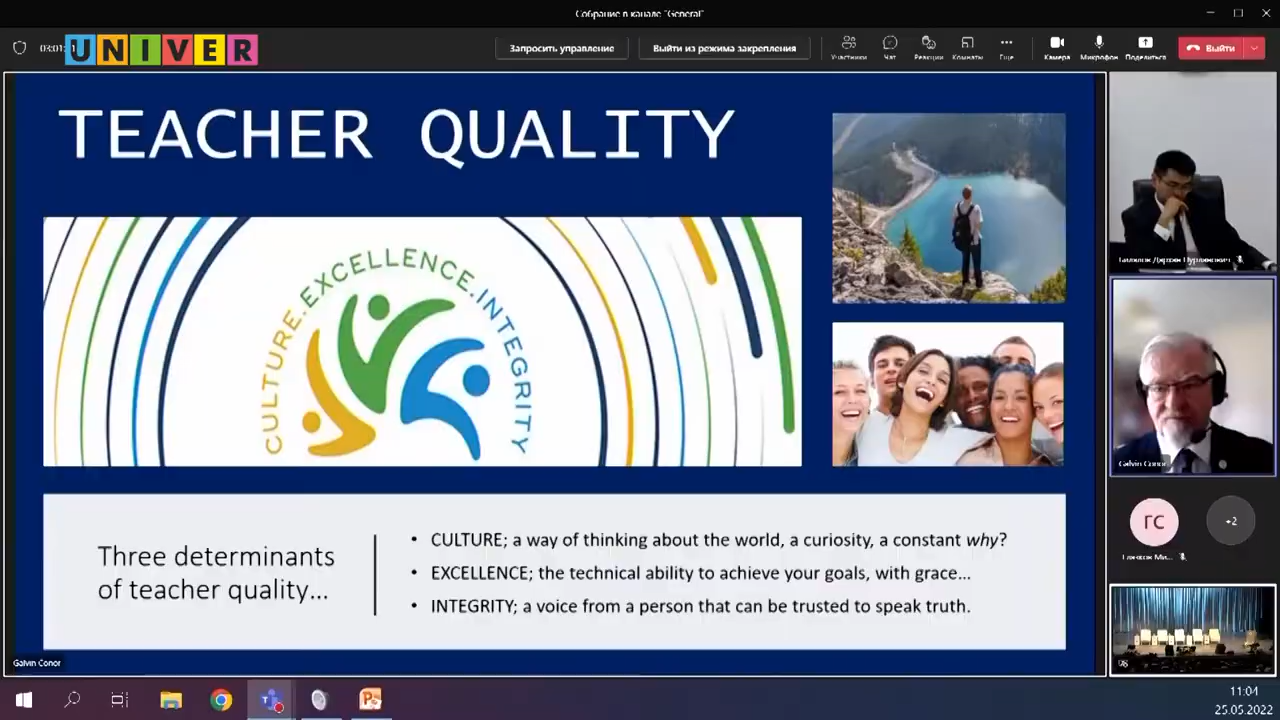 Собрание в канале "General"
UNIVER
Запросить управление
Выйти из режима закрепления
Участники
Чат
Реакции
Комнаты
Еще
Камера
Микрофон
Поделиться
Выйти
TEACHER QUALITY
CULTURE.EXCELLENCE.INTEGRITY
Three determinants
of teacher quality...
• CULTURE; a way of thinking about the world, a curiosity, a constant why?
• EXCELLENCE; the technical ability to achieve your goals, with grace...
• INTEGRITY; a voice from a person that can be trusted to speak truth.
Galvin Conor
Galvin Conor
ГС
+2
11:04
25.05.2022